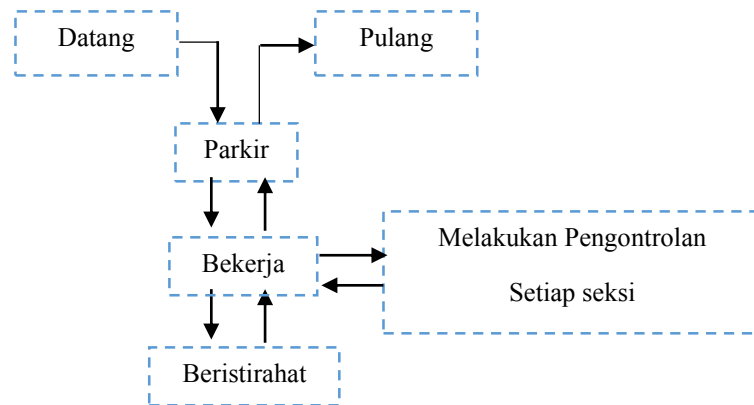 Datang
Pulang
Parkir
Melakukan Pengontrolan
Setiap seksi
Bekerja
Beristirahat